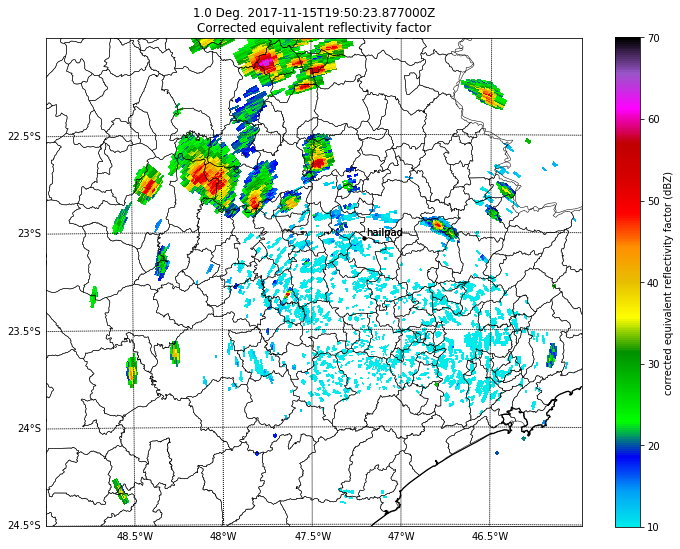 1.0 Deg. 2017-11-15T19:50:23.877000Z
Corrected equivalent reflectivity factor
22.5°S
23°S
23.5°S
24°S
24.5°S
48.5°W
48°W
47.5°W
47°W
46.5°W
hailpad
70
60
50
40
30
20
10
corrected equivalent reflectivity factor (dBZ)